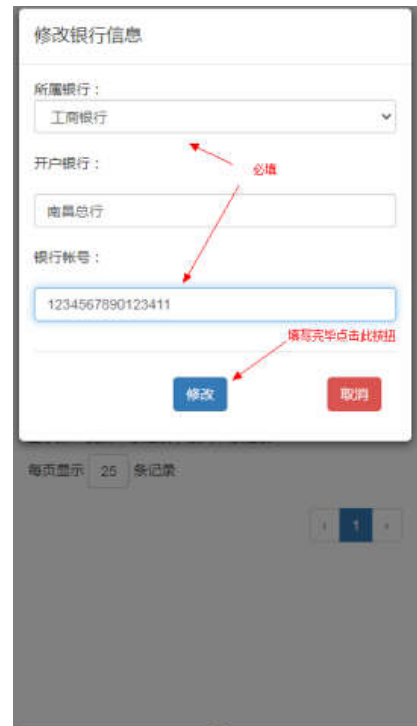 修改银行信息
所属银行：
工商银行
开户银行：
必填
南昌总行
银行帐号：
1234567890123411
填写完毕点击此按钮
修改 取消
每页显示 25 条记录
‹ 1 ›